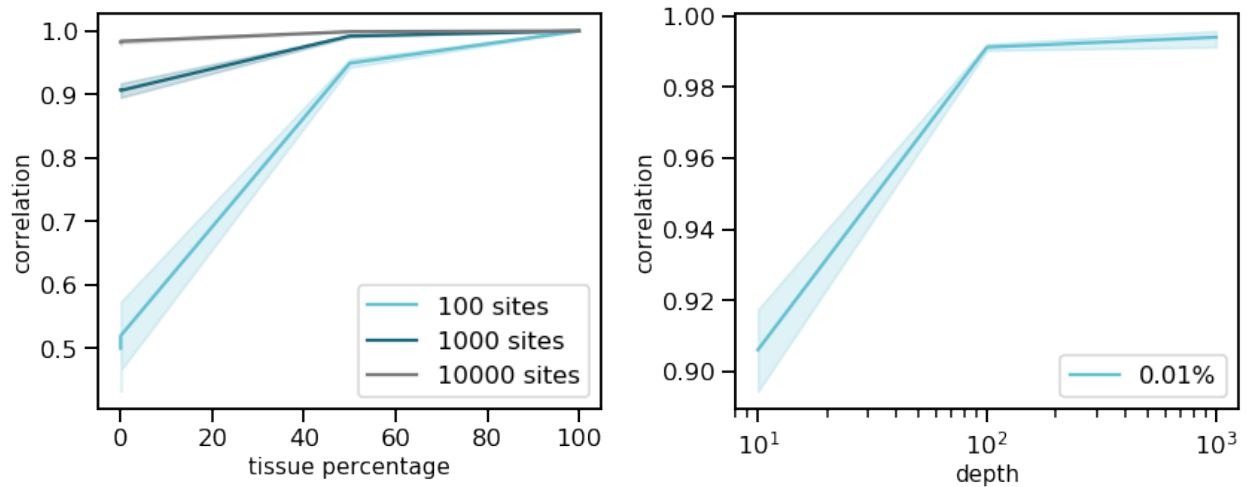 1.0
0.9
0.8
0.7
0.6
0.5
correlation
0 20 40 60 80 100
tissue percentage
100 sites
1000 sites
10000 sites
1.00
0.98
0.96
0.94
0.92
0.90
correlation
10¹ 10² 10³
depth
0.01%